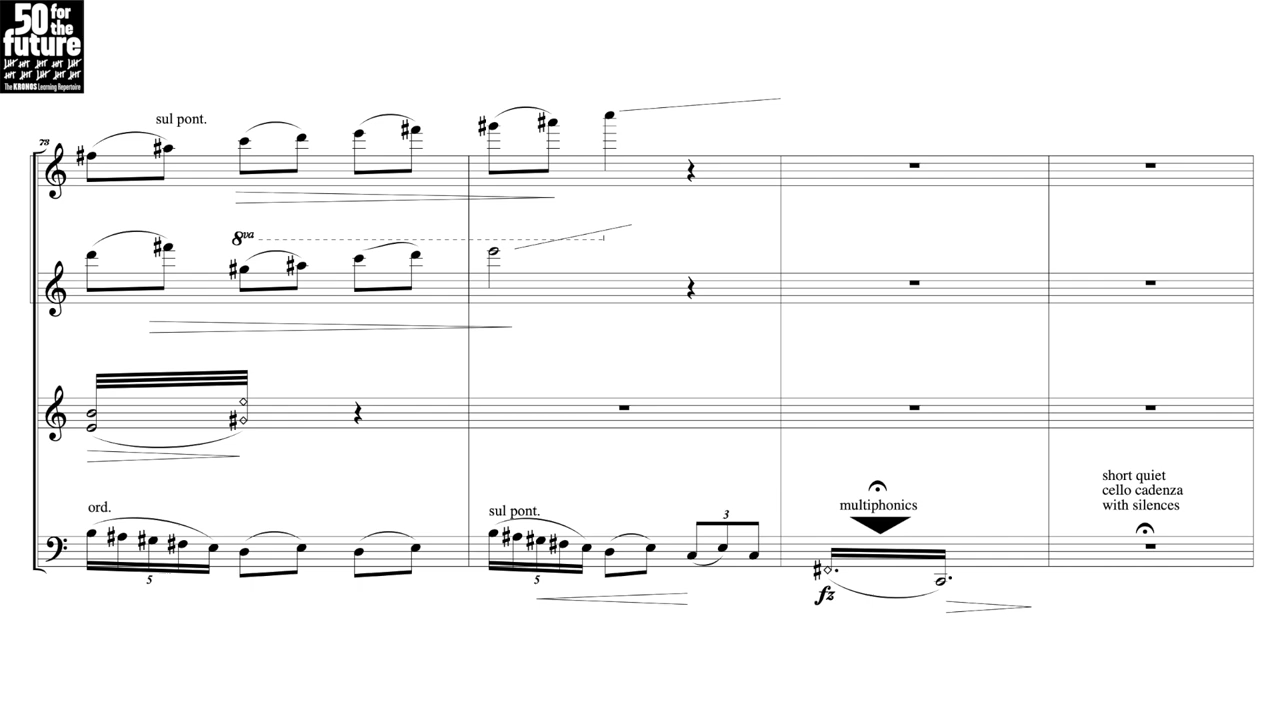 50 for the future
The KRONOS Learning Repertoire
sul pont.
78
8va
ord.
5
sul pont.
5
3
multiphonics
fz
short quiet
cello cadenza
with silences